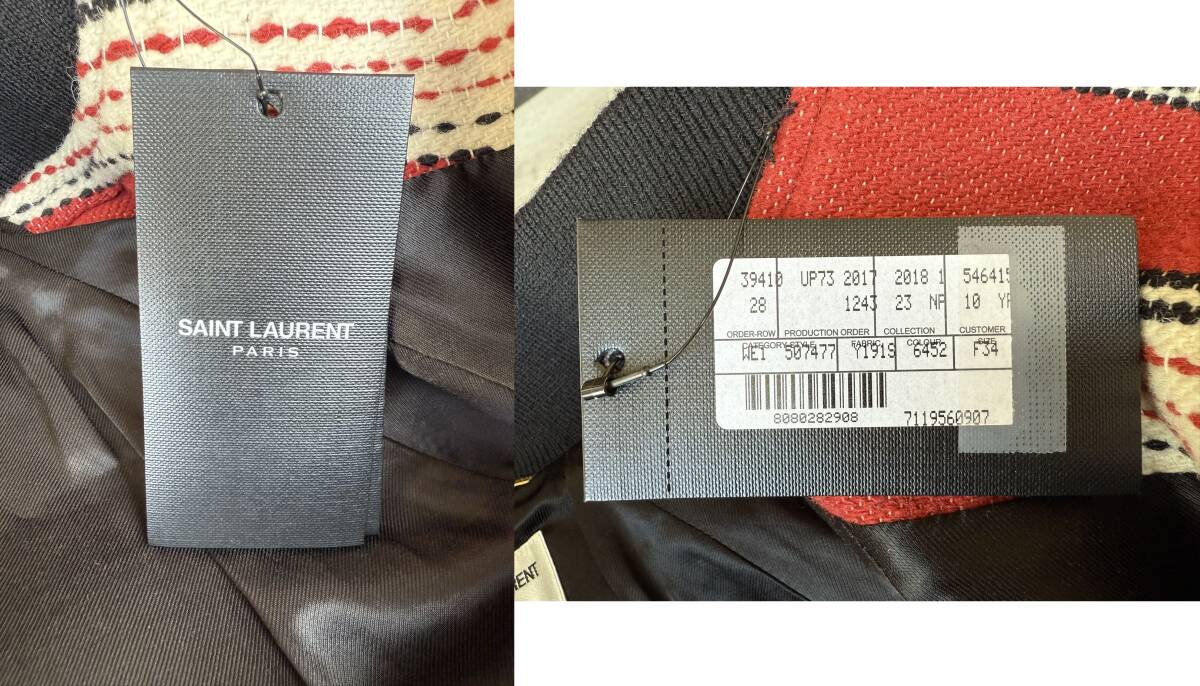 SAINT LAURENT
PARIS
39410 UP73 2017 2018 1 546415
28 1243 23 NP 10
ORDER-ROW PRODUCTION ORDER COLLECTION CUSTOMER
CATEGORY-STYLE FABRIC COLOUR SIZE
WE1 507477 Y191S 6452 F34
8080282908 7119560907
RENT